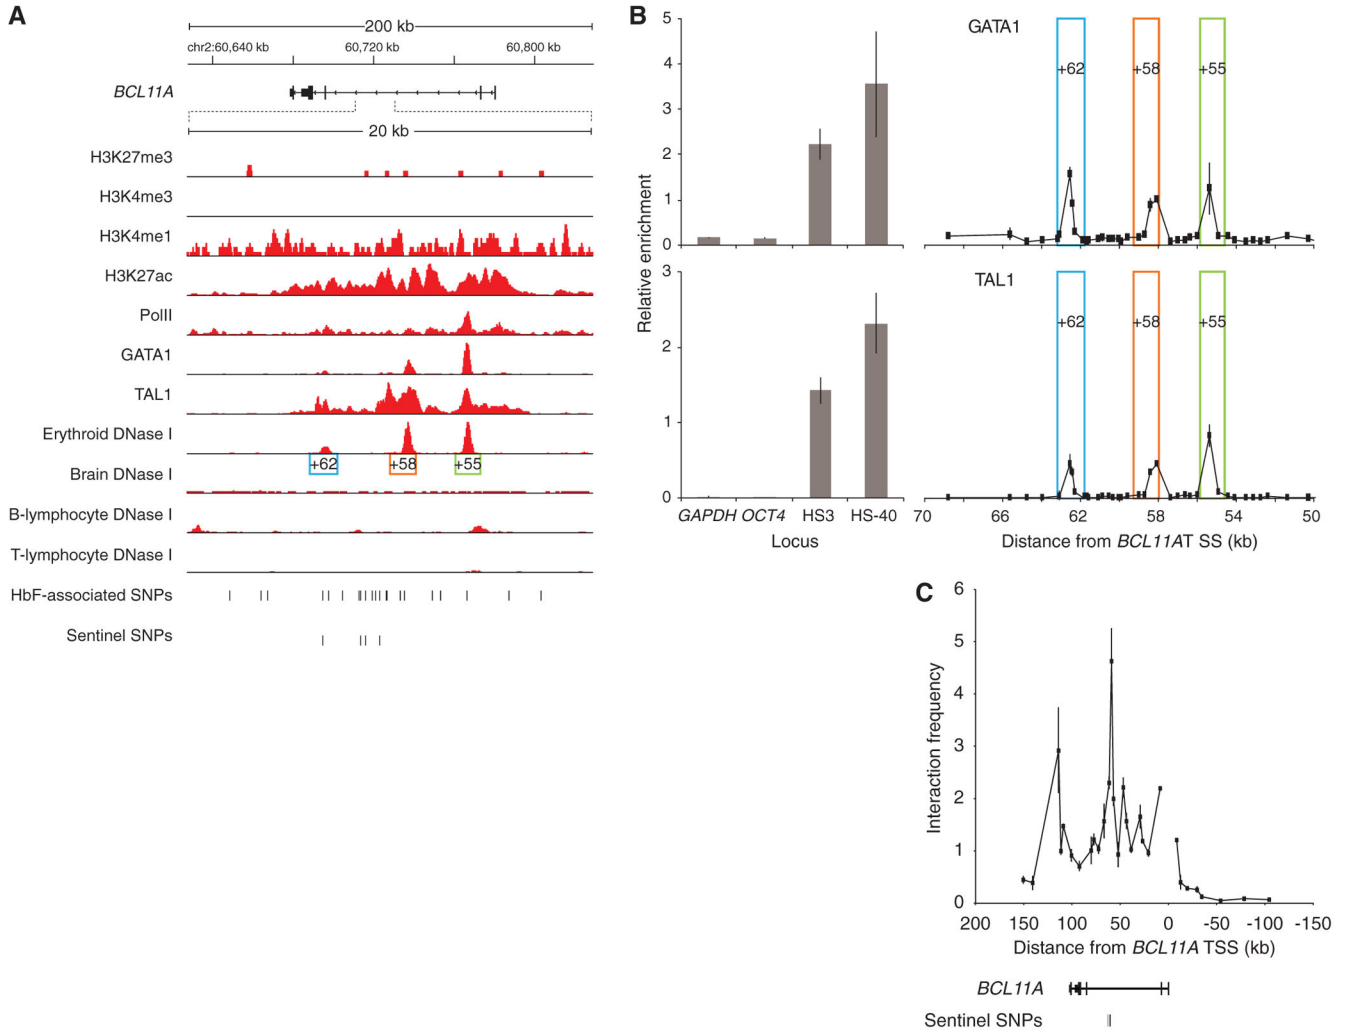 A
200 kb
chr2:60,640 kb 60,720 kb 60,800 kb
BCL11A
20 kb
H3K27me3
H3K4me3
H3K4me1
H3K27ac
PolII
GATA1
TAL1
Erythroid DNase I
+62 +58 +55
Brain DNase I
B-lymphocyte DNase I
T-lymphocyte DNase I
HbF-associated SNPs
Sentinel SNPs
B
Relative enrichment
5
4
3
2
1
0
3
2
1
0
GAPDH OCT4 HS3 HS-40
Locus
GATA1
+62 +58 +55
TAL1
+62 +58 +55
70 66 62 58 54 50
Distance from BCL11AT SS (kb)
C
Interaction frequency
6
5
4
3
2
1
0
200 150 100 50 0 -50 -100 -150
Distance from BCL11A TSS (kb)
BCL11A
Sentinel SNPs